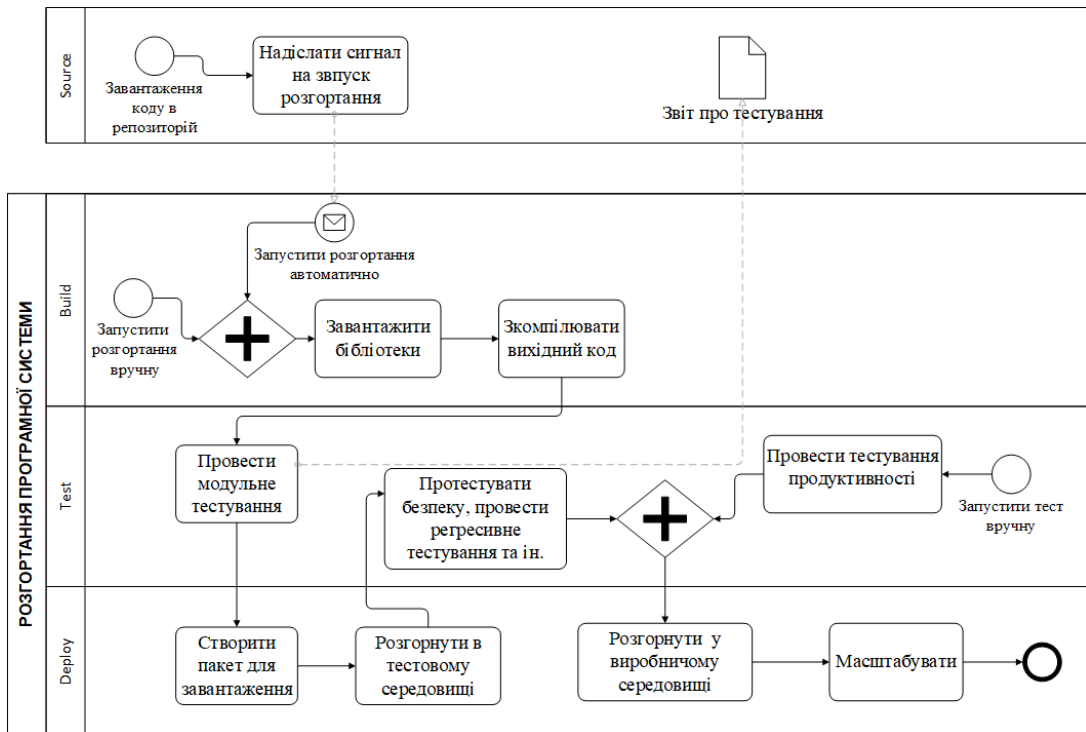 Source
Завантаження
коду в
репозиторій
Надіслати сигнал
на звпуск
розгортання
Звіт про тестування
РОЗГОРТАННЯ ПРОГРАМНОЇ СИСТЕМИ
Build
Запустити розгортання
автоматично
Запустити
розгортання
вручну
Завантажити
бібліотеки
Зкомпілювати
вихідний код
Test
Провести
модульне
тестування
Протестувати
безпеку, провести
регресивне
тестування та ін.
Провести тестування
продуктивності
Запустити тест
вручну
Deploy
Створити
пакет для
завантаження
Розгорнути в
тестовому
середовищі
Розгорнути у
виробничому
середовищі
Масштабувати